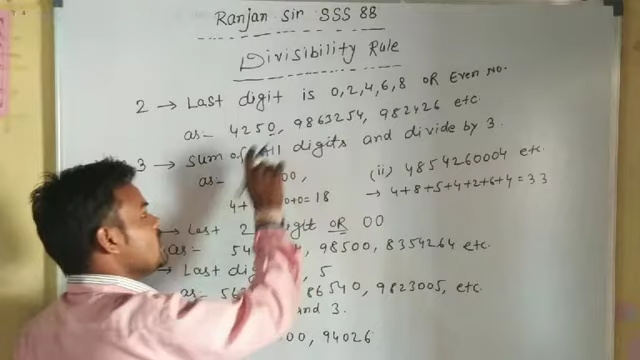 Ranjan Sir SSS 88
Divisibility Rule
2 → Last digit is 0,2,4,6,8 OR Even No.
as- 4250, 9863254, 982426 etc.
3 → Sum of All digits and divide by 3.
as- 00, (ii) 4854260004 etc.
4+ 0+0=18 → 4+8+5+4+2+6+4=33
→ Last 2 digit OR 00
as- 54 4, 98500, 8354264 etc.
→ Last di , 5
as- 56 86540, 9823005, etc.
and 3.
00, 94026